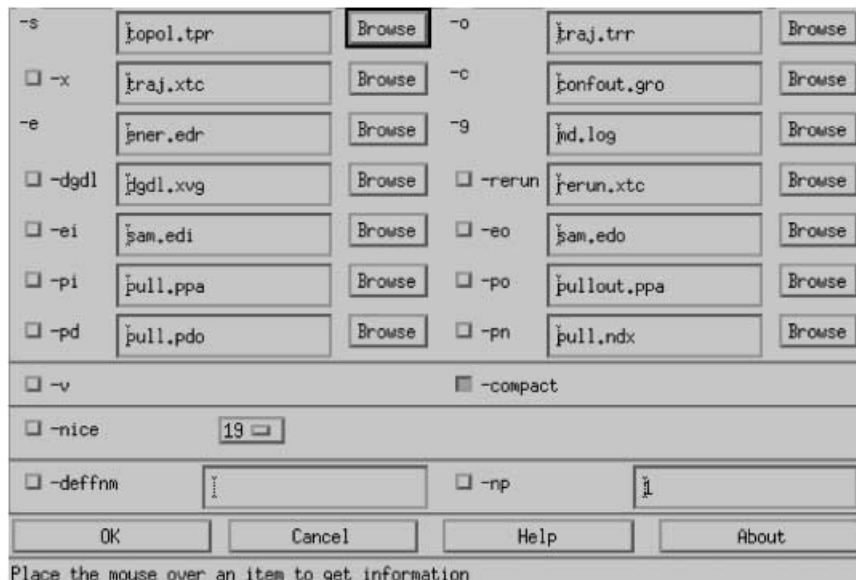 -s topol.tpr Browse -o traj.trr Browse
-x traj.xtc Browse -c confout.gro Browse
-e ener.edr Browse -g md.log Browse
-dgdl dgdl.xvg Browse -rerun rerun.xtc Browse
-ei sam.edi Browse -eo sam.edo Browse
-pi pull.ppa Browse -po pullout.ppa Browse
-pd pull.pdo Browse -pn pull.ndx Browse
-v -compact
-nice 19
-deffnm -np 1
OK Cancel Help About
Place the mouse over an item to get information